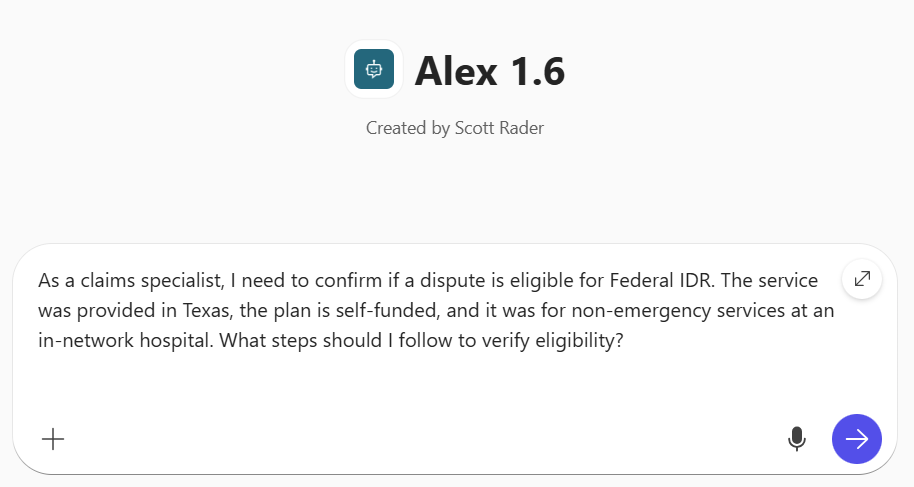 Alex 1.6
Created by Scott Rader
As a claims specialist, I need to confirm if a dispute is eligible for Federal IDR. The service
was provided in Texas, the plan is self-funded, and it was for non-emergency services at an
in-network hospital. What steps should I follow to verify eligibility?